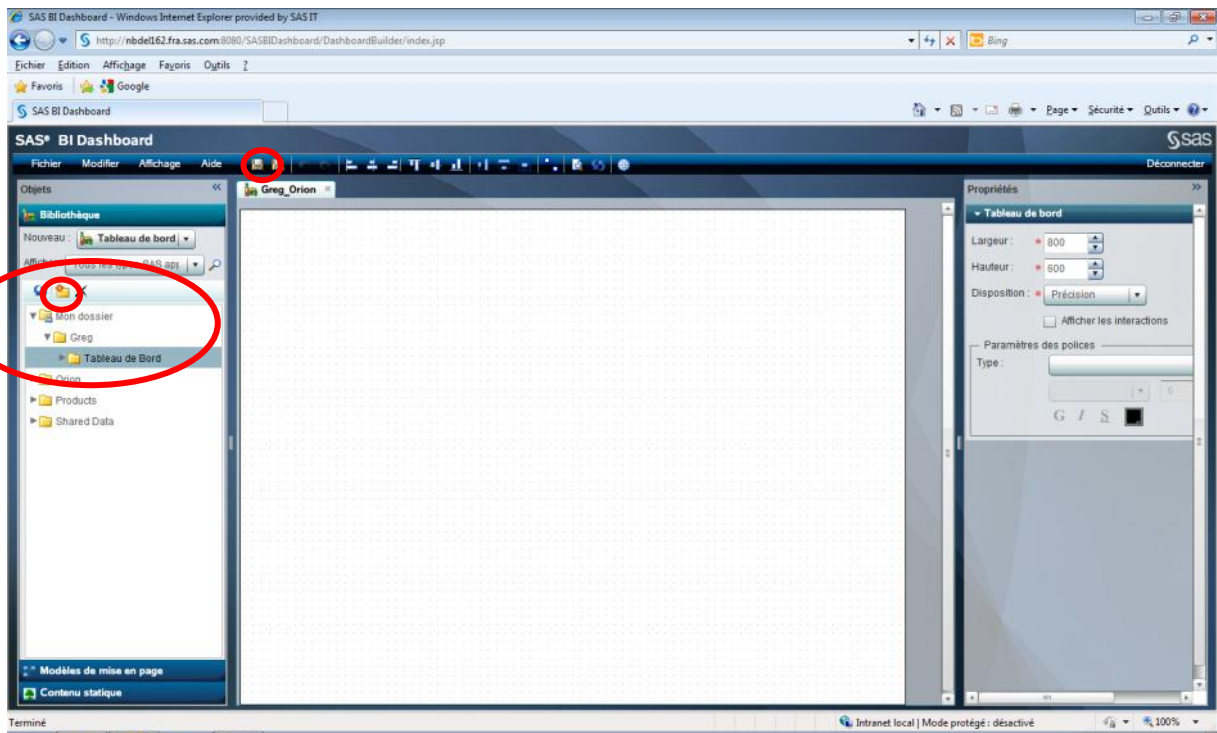 SAS BI Dashboard - Windows Internet Explorer provided by SAS IT
http://nbdel162.fra.sas.com:8080/SASBIDashboard/DashboardBuilder/index.jsp
Bing
Fichier Edition Affichage Favoris Outils ?
Favoris Google
SAS BI Dashboard
Page Sécurité Outils
SAS® BI Dashboard
sas
Fichier Modifier Affichage Aide
Déconnecter
Objets
Greg_Orion
Propriétés
Bibliothèque
Tableau de bord
Nouveau : Tableau de bord
Largeur : 800
Hauteur : 600
Disposition : Précision
Afficher les interactions
Mon dossier
Greg
Tableau de Bord
Orion
Products
Shared Data
Paramètres des polices
Type :
6
G I S
Modèles de mise en page
Contenu statique
Terminé
Intranet local | Mode protégé : désactivé
100%